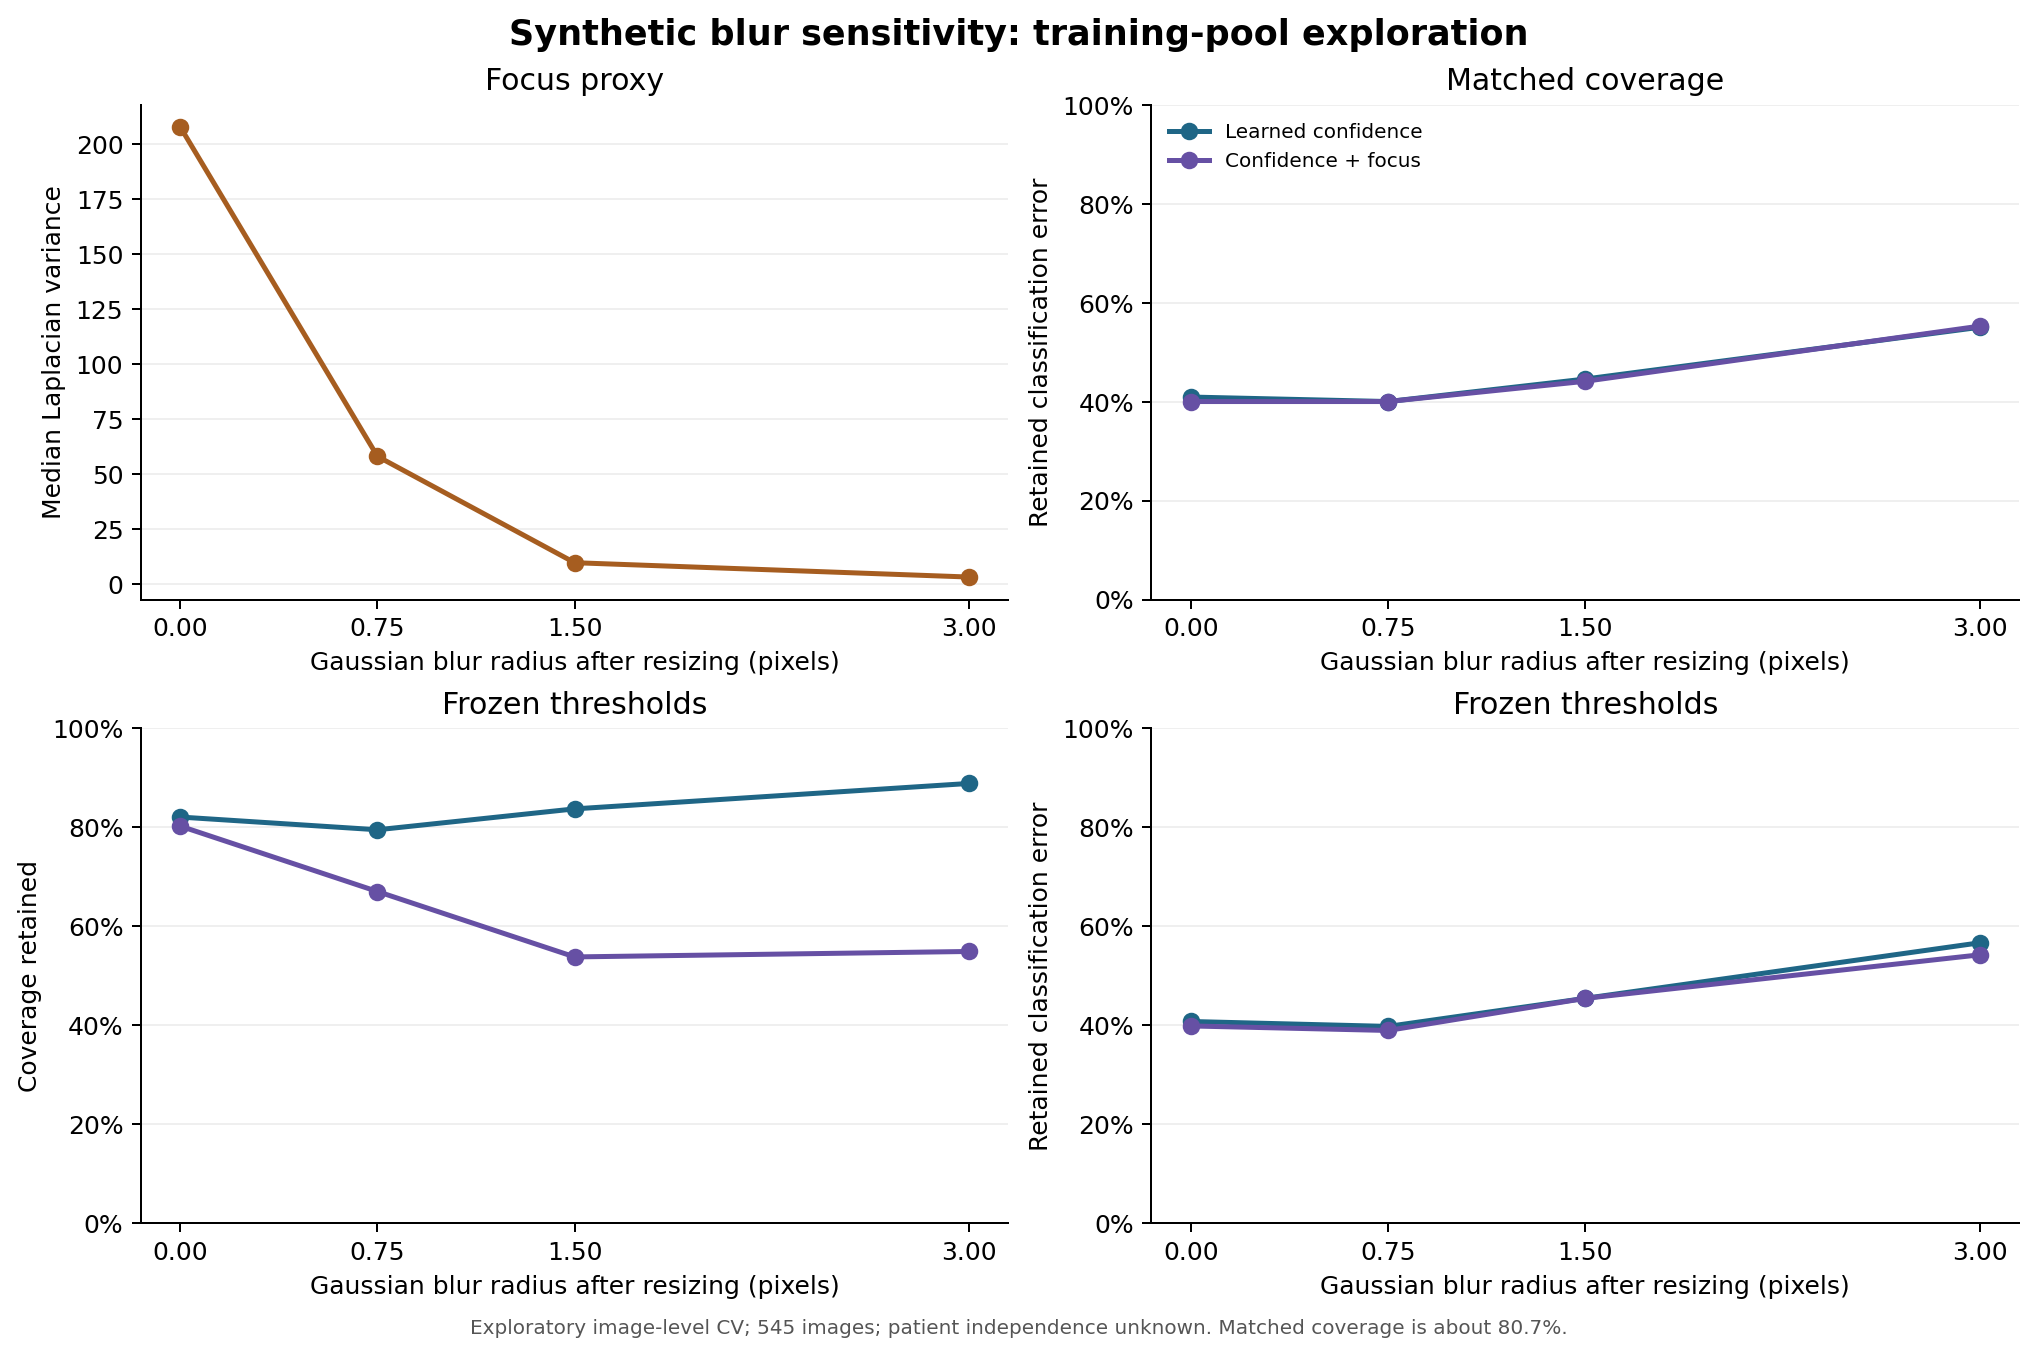 Synthetic blur sensitivity: training-pool exploration
Focus proxy
Median Laplacian variance
200
175
150
125
100
75
50
25
0
0.00 0.75 1.50 3.00
Gaussian blur radius after resizing (pixels)
Matched coverage
Retained classification error
100%
80%
60%
40%
20%
0%
Learned confidence
Confidence + focus
0.00 0.75 1.50 3.00
Gaussian blur radius after resizing (pixels)
Frozen thresholds
Coverage retained
100%
80%
60%
40%
20%
0%
0.00 0.75 1.50 3.00
Gaussian blur radius after resizing (pixels)
Frozen thresholds
Retained classification error
100%
80%
60%
40%
20%
0%
0.00 0.75 1.50 3.00
Gaussian blur radius after resizing (pixels)
Exploratory image-level CV; 545 images; patient independence unknown. Matched coverage is about 80.7%.